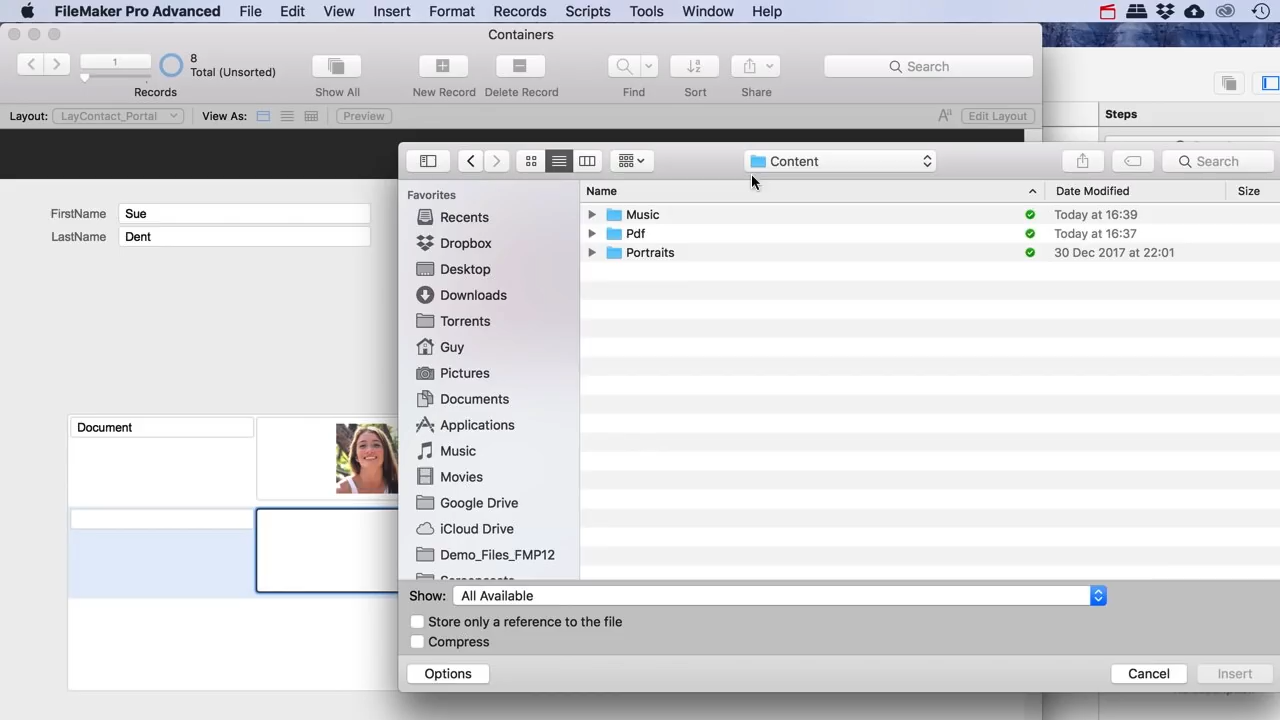 FileMaker Pro Advanced File Edit View Insert Format Records Scripts Tools Window Help
Containers
1
8
Total (Unsorted)
Search
Records Show All New Record Delete Record Find Sort Share
Layout: LayContact_Portal View As: Preview Aa Edit Layout
Steps
Content
Search
Favorites
Name Date Modified Size
FirstName Sue
LastName Dent
Recents
Dropbox
Desktop
Downloads
Torrents
Guy
Pictures
Documents
Applications
Music
Movies
Google Drive
iCloud Drive
Demo_Files_FMP12
Music Today at 16:39
Pdf Today at 16:37
Portraits 30 Dec 2017 at 22:01
Document
Show: All Available
Store only a reference to the file
Compress
Options Cancel Insert